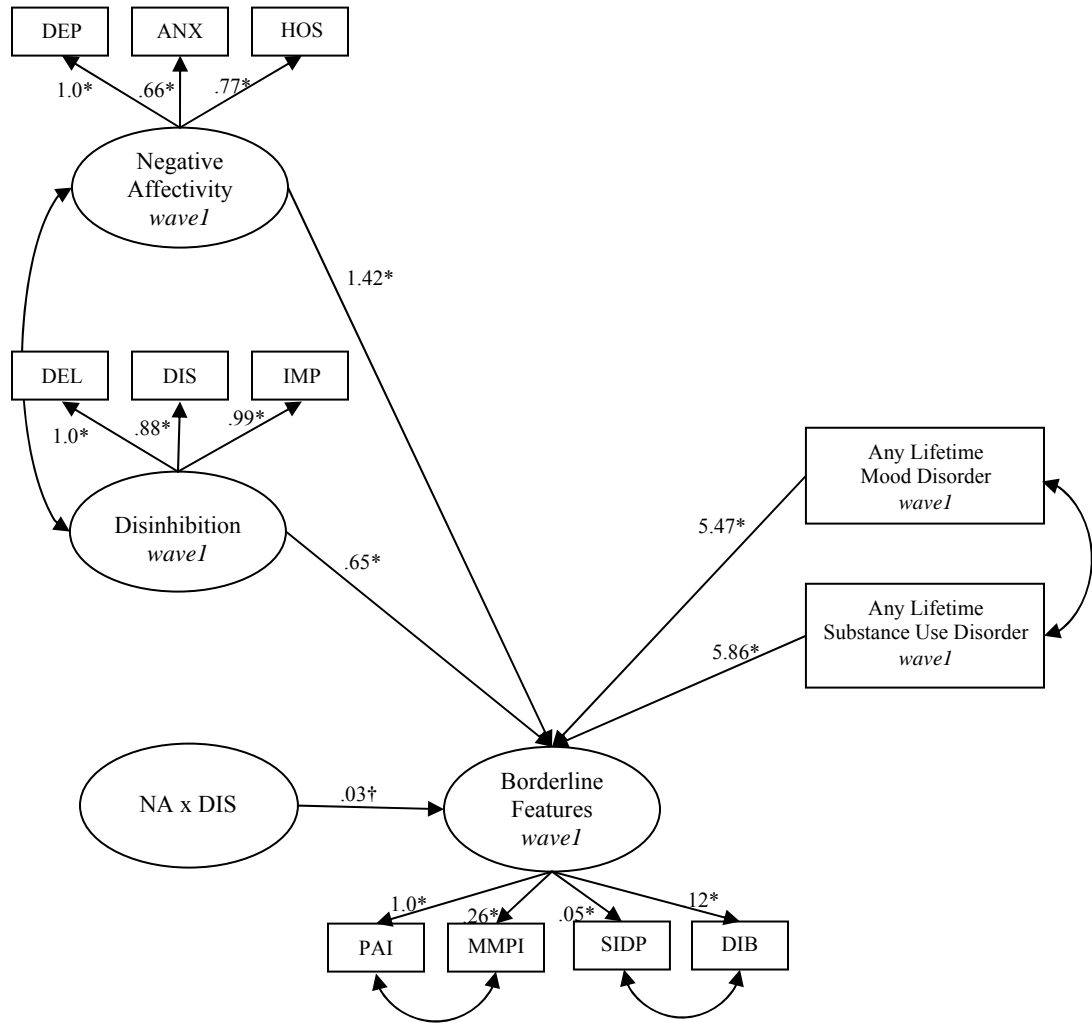 DEP
ANX
HOS
1.0*
.66*
.77*
Negative
Affectivity
wave1
1.42*
DEL
DIS
IMP
1.0*
.88*
.99*
Disinhibition
wave1
.65*
Any Lifetime
Mood Disorder
wave1
5.47*
Any Lifetime
Substance Use Disorder
wave1
5.86*
NA x DIS
.03†
Borderline
Features
wave1
1.0*
.26*
.05*
12*
PAI
MMPI
SIDP
DIB